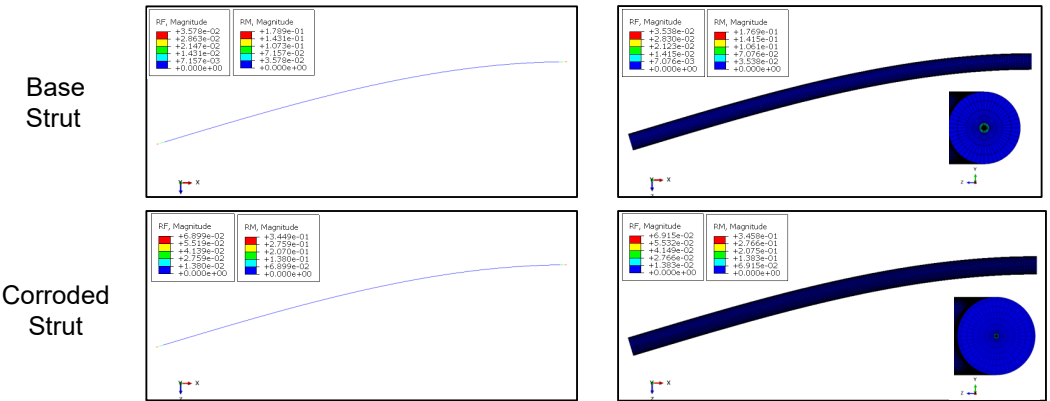 Base
Strut
RF, Magnitude
+3.578e-02
+2.863e-02
+2.147e-02
+1.431e-02
+7.157e-03
+0.000e+00
RM, Magnitude
+1.789e-01
+1.431e-01
+1.073e-01
+7.157e-02
+3.578e-02
+0.000e+00
X
RF, Magnitude
+3.538e-02
+2.830e-02
+2.123e-02
+1.415e-02
+7.076e-03
+0.000e+00
RM, Magnitude
+1.769e-01
+1.415e-01
+1.061e-01
+7.076e-02
+3.538e-02
+0.000e+00
X
Y
Z
Corroded
Strut
RF, Magnitude
+6.899e-02
+5.519e-02
+4.139e-02
+2.759e-02
+1.380e-02
+0.000e+00
RM, Magnitude
+3.449e-01
+2.759e-01
+2.070e-01
+1.380e-01
+6.899e-02
+0.000e+00
X
RF, Magnitude
+6.915e-02
+5.532e-02
+4.149e-02
+2.766e-02
+1.383e-02
+0.000e+00
RM, Magnitude
+3.458e-01
+2.766e-01
+2.075e-01
+1.383e-01
+6.915e-02
+0.000e+00
X
Y
Z